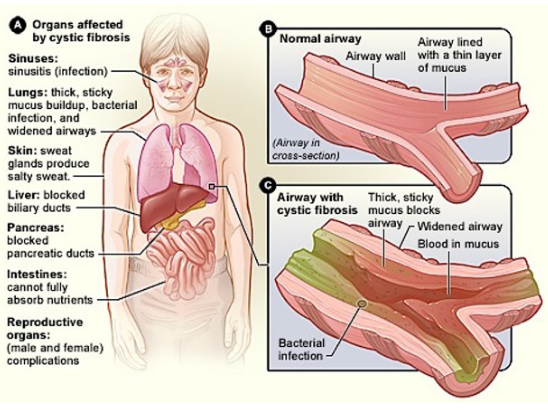 A
Organs affected
by cystic fibrosis
Sinuses:
sinusitis (infection)
Lungs: thick, sticky
mucus buildup, bacterial
infection, and
widened airways
Skin: sweat
glands produce
salty sweat.
Liver: blocked
biliary ducts
Pancreas:
blocked
pancreatic ducts
Intestines:
cannot fully
absorb nutrients
Reproductive
organs:
(male and female)
complications
B
Normal airway
Airway wall
Airway lined
with a thin layer
of mucus
(Airway in
cross-section)
C
Airway with
cystic fibrosis
Thick, sticky
mucus blocks
airway
Widened airway
Blood in mucus
Bacterial
infection